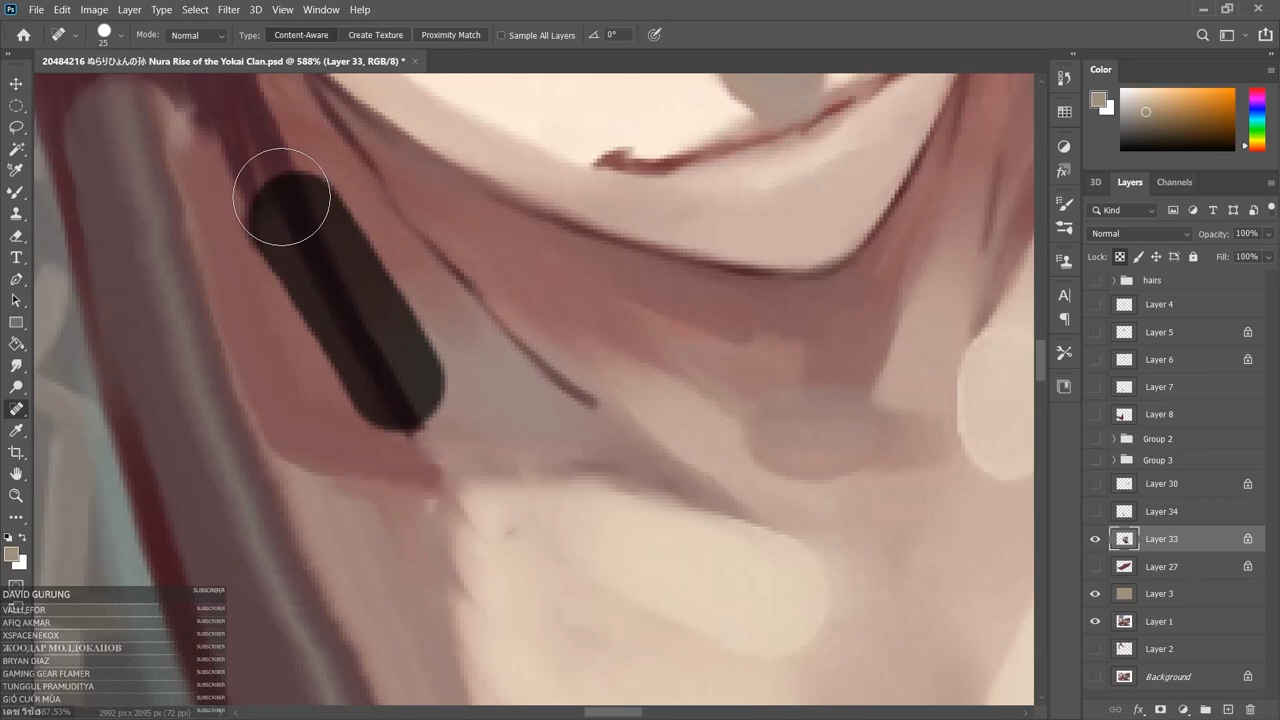 Ps File Edit Image Layer Type Select Filter 3D View Window Help
25 Mode: Normal Type: Content-Aware Create Texture Proximity Match Sample All Layers 0°
20484216 ぬらりひょんの孫 Nura Rise of the Yokai Clan.psd @ 588% (Layer 33, RGB/8) *
Color
3D Layers Channels
Kind
Normal Opacity: 100%
Lock: Fill: 100%
hairs
Layer 4
Layer 5
Layer 6
Layer 7
Layer 8
Group 2
Group 3
Layer 30
Layer 34
Layer 33
Layer 27
Layer 3
Layer 1
Layer 2
Background
DAVID GURUNG SUBSCRIBER
VALLLEFOR SUBSCRIBER
AFIQ AKMAR SUBSCRIBER
XSPACENEKOX SUBSCRIBER
ЖООДАР МОЛДОКАНОВ SUBSCRIBER
BRYAN DIAZ SUBSCRIBER
GAMING GEAR FLAMER SUBSCRIBER
TUNGGUL PRAMUDITYA SUBSCRIBER
GIÓ CUỐI MÙA SUBSCRIBER
SUBSCRIBER
2992 px x 2095 px (72 ppi)